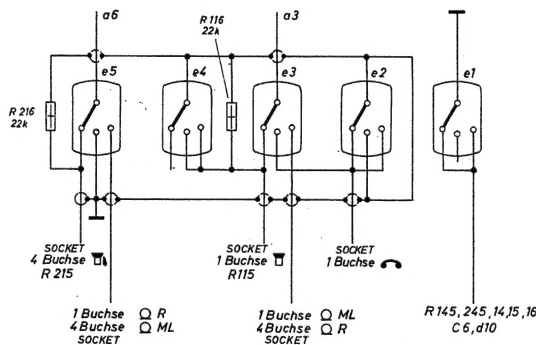 a6
R 116
22k
a3
e5
e4
e3
e2
e1
R 216
22k
SOCKET
4 Buchse
R 215
SOCKET
1 Buchse
R115
SOCKET
1 Buchse
R145, 245, 14, 15, 16
C6, d10
1 Buchse Ω R
4 Buchse Ω ML
SOCKET
1 Buchse Ω ML
4 Buchse Ω R
SOCKET